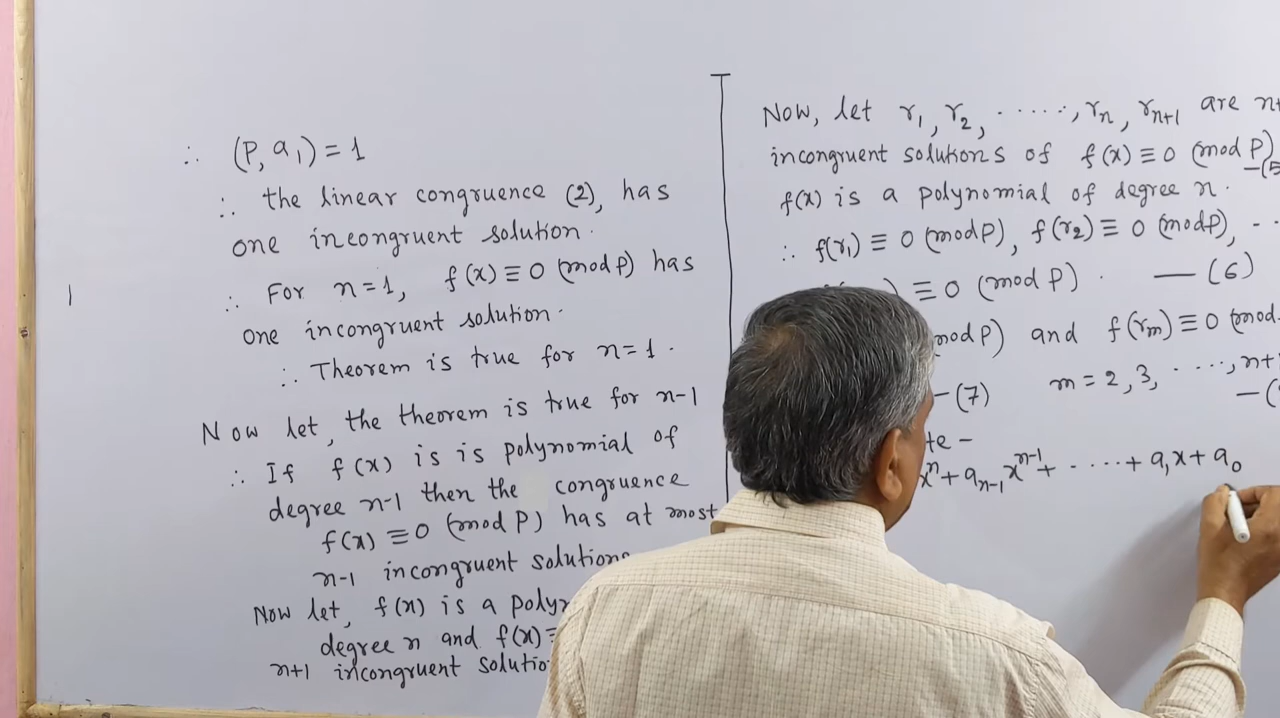 ∴ (P, a₁) = 1
∴ the linear congruence (2), has
one incongruent solution.
∴ For n=1, f(x) ≡ 0 (mod P) has
one incongruent solution.
∴ Theorem is true for n=1.
Now let, the theorem is true for n-1
∴ If f(x) is is polynomial of
degree n-1 then the congruence
f(x) ≡ 0 (mod P) has at most
n-1 incongruent solutions
Now let, f(x) is a
degree n and f(x) ≡
n+1 incongruent
Now, let r₁, r₂, ......, rₙ, rₙ₊₁ are
incongruent solutions of f(x) ≡ 0 (mod P)
f(x) is a polynomial of degree n.
∴ f(r₁) ≡ 0 (mod P), f(r₂) ≡ 0 (mod P),
≡ 0 (mod P). — (6)
mod P) and f(rₘ) ≡ 0 (mod
— (7) m = 2, 3, ......,
xⁿ + aₙ₋₁xⁿ⁻¹ + ..... + a₁x + a₀